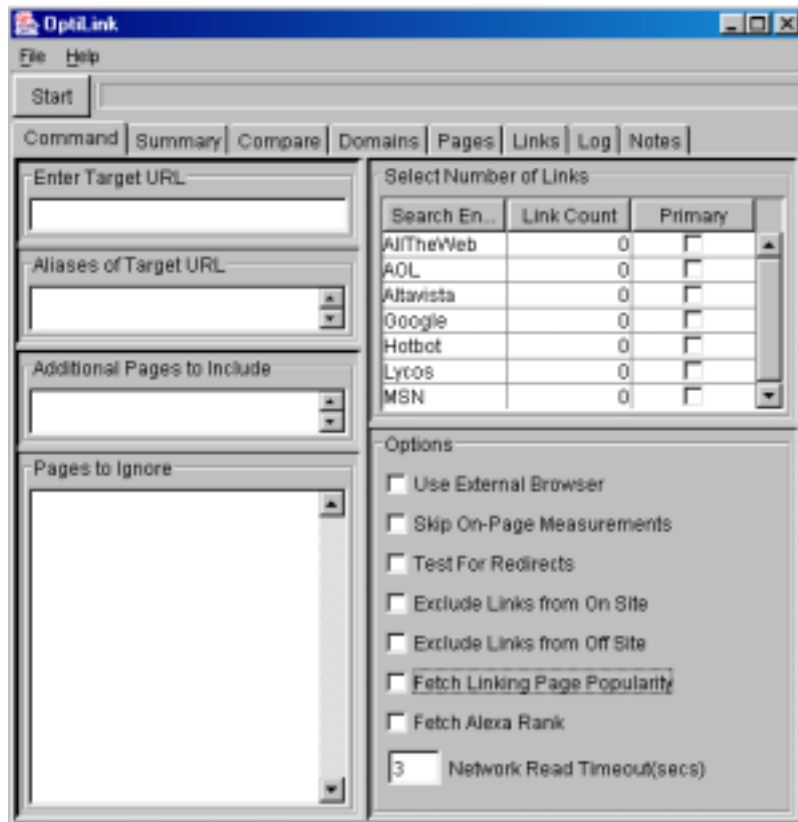 OptiLink
File Help
Start
Command Summary Compare Domains Pages Links Log Notes
Enter Target URL
Aliases of Target URL
Additional Pages to Include
Pages to Ignore
Select Number of Links
Search En... Link Count Primary
AllTheWeb 0
AOL 0
Altavista 0
Google 0
Hotbot 0
Lycos 0
MSN 0
Options
Use External Browser
Skip On-Page Measurements
Test For Redirects
Exclude Links from On Site
Exclude Links from Off Site
Fetch Linking Page Popularity
Fetch Alexa Rank
3 Network Read Timeout(secs)